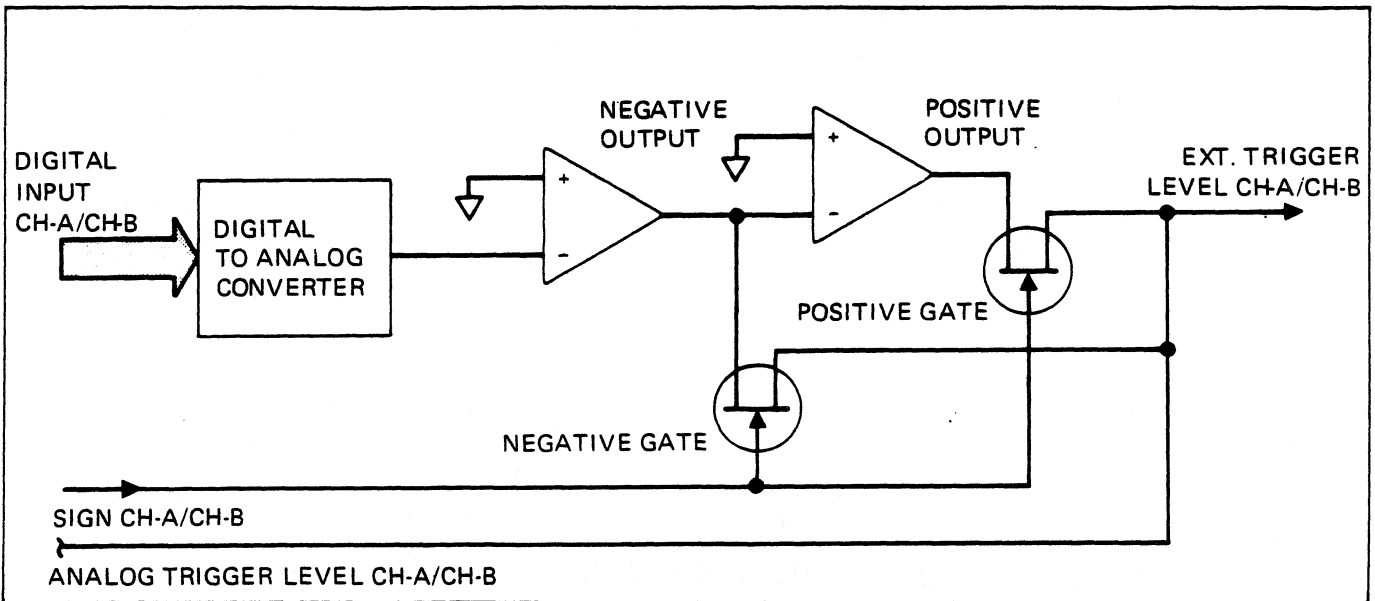 NEGATIVE
OUTPUT
POSITIVE
OUTPUT
DIGITAL
INPUT
CH-A/CH-B
EXT. TRIGGER
LEVEL CH-A/CH-B
DIGITAL
TO ANALOG
CONVERTER
+
-
+
-
POSITIVE GATE
NEGATIVE GATE
SIGN CH-A/CH-B
ANALOG TRIGGER LEVEL CH-A/CH-B